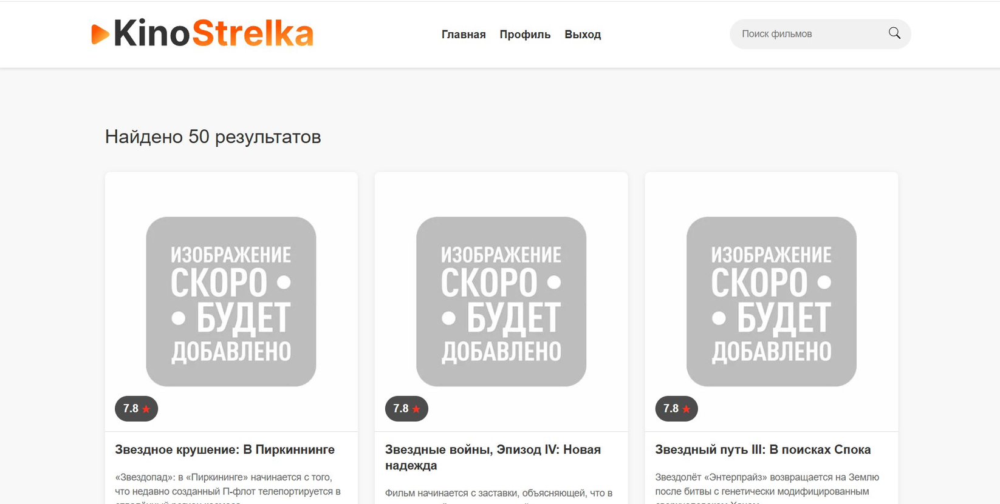 KinoStrelka
Главная Профиль Выход
Поиск фильмов
Найдено 50 результатов
ИЗОБРАЖЕНИЕ
СКОРО •
• БУДЕТ
ДОБАВЛЕНО
7.8 ★
Звездное крушение: В Пиркиннинге
«Звездопад»: в «Пиркининге» начинается с того,
что недавно созданный П-флот телепортируется в
ИЗОБРАЖЕНИЕ
СКОРО •
• БУДЕТ
ДОБАВЛЕНО
7.8 ★
Звездные войны, Эпизод IV: Новая
надежда
Фильм начинается с заставки, объясняющей, что в
ИЗОБРАЖЕНИЕ
СКОРО •
• БУДЕТ
ДОБАВЛЕНО
7.8 ★
Звездный путь III: В поисках Спока
Звездолёт «Энтерпрайз» возвращается на Землю
после битвы с генетически модифицированным